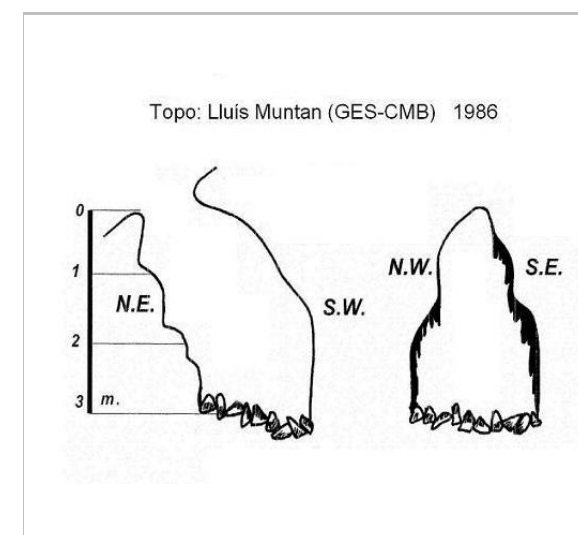 Topo: Lluís Muntan (GES-CMB) 1986
0
N.W. S.E.
1
N.E. S.W.
2
3 m.